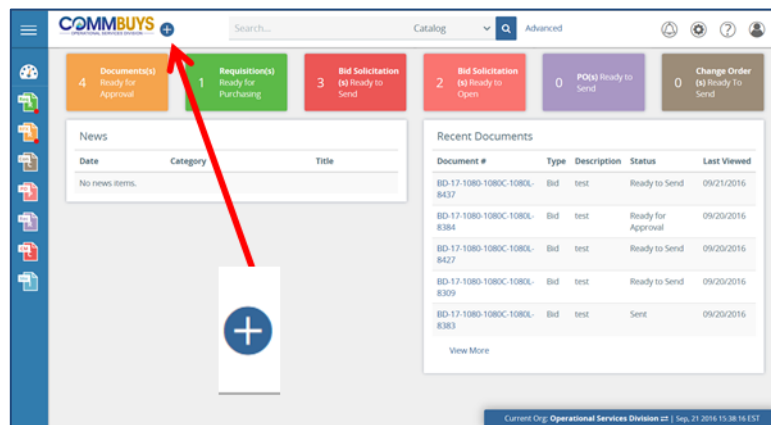 COMMBUYS
OPERATIONAL SERVICES DIVISION
Search... Catalog Advanced
4 Documents(s) Ready for Approval
1 Requisition(s) Ready for Purchasing
3 Bid Solicitation (s) Ready to Send
2 Bid Solicitation (s) Ready to Open
0 PO(s) Ready to Send
0 Change Order (s) Ready To Send
News
Date Category Title
No news items.
Recent Documents
Document # Type Description Status Last Viewed
BD-17-1080-1080C-1080L-8437 Bid test Ready to Send 09/21/2016
BD-17-1080-1080C-1080L-8384 Bid test Ready for Approval 09/20/2016
BD-17-1080-1080C-1080L-8427 Bid test Ready to Send 09/20/2016
BD-17-1080-1080C-1080L-8309 Bid test Ready to Send 09/20/2016
BD-17-1080-1080C-1080L-8383 Bid test Sent 09/20/2016
View More
Current Org: Operational Services Division | Sep, 21 2016 15:38:16 EST